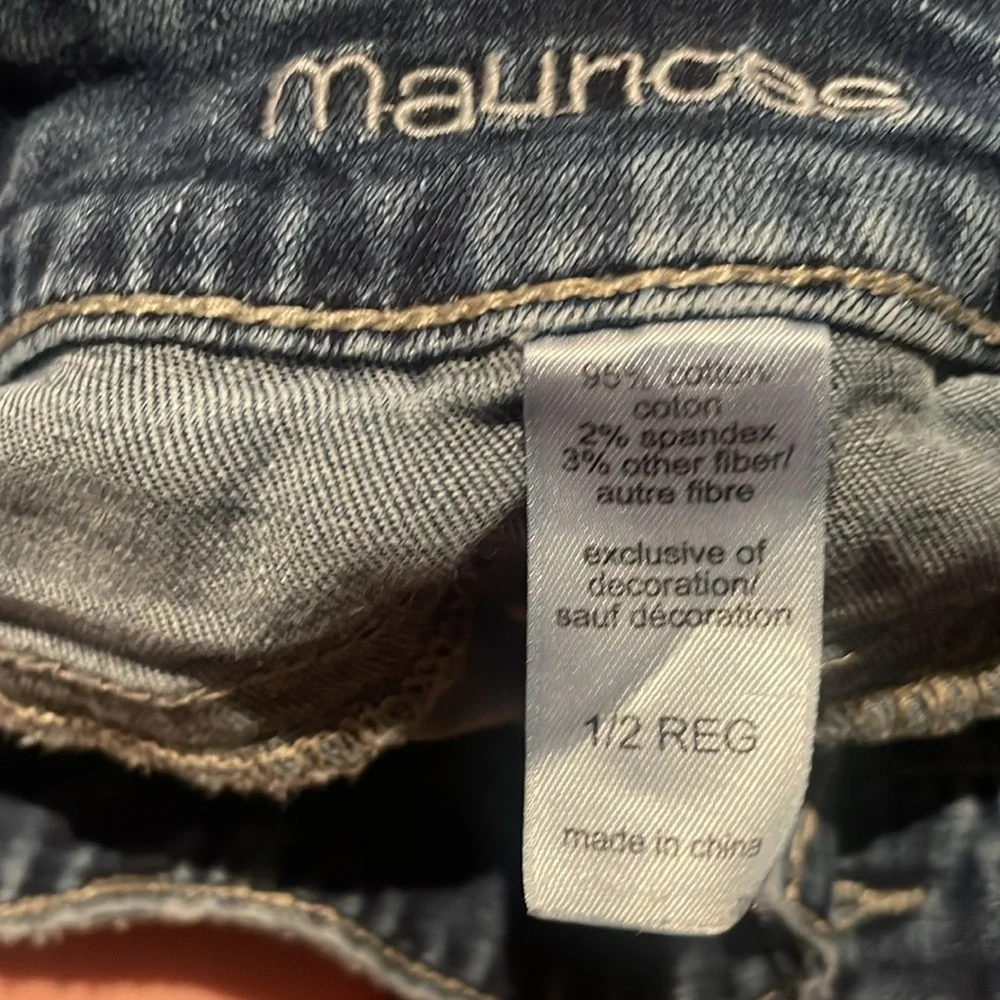 maurices
95% cotton/
coton
2% spandex
3% other fiber/
autre fibre
exclusive of
decoration/
sauf décoration
1/2 REG
made in china